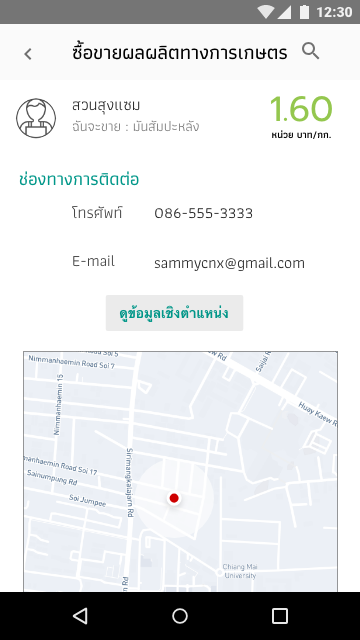 12:30
ซื้อขายผลผลิตทางการเกษตร
สวนสุงแซม
ฉันจะขาย : มันสัมปะหลัง
1.60
หน่วย บาท/กก.
ช่องทางการติดต่อ
โทรศัพท์ 086-555-3333
E-mail sammycnx@gmail.com
ดูข้อมูลเชิงตำแหน่ง
Soi 5
Nimmanhaemin Road Soi 7
Rd
Saijai
Nimmanhaemin 15
Huay Kaew R
nanhaemin Road Soi 17
Sainumpung Rd
Soi Jumpee
Sirimangkalajarn Rd
Chiang Mai
University
Rd